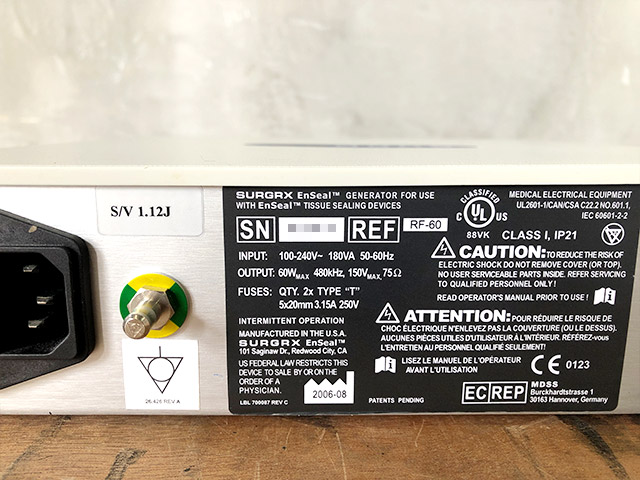 S/V 1.12J
26-426 REV A
SURGRX EnSeal™ GENERATOR FOR USE
WITH EnSeal™ TISSUE SEALING DEVICES
SN REF RF-60
INPUT: 100-240V~ 180VA 50-60Hz
OUTPUT: 60WMAX 480kHz, 150VMAX, 75Ω
FUSES: QTY. 2x TYPE "T"
5x20mm 3.15A 250V
INTERMITTENT OPERATION
MANUFACTURED IN THE U.S.A.
SURGRX EnSeal™
101 Saginaw Dr., Redwood City, CA
US FEDERAL LAW RESTRICTS THIS
DEVICE TO SALE BY OR ON THE
ORDER OF A
PHYSICIAN.
2006-08
LBL 700087 REV C
PATENTS PENDING
CLASSIFIED
C UL US
88VK
MEDICAL ELECTRICAL EQUIPMENT
UL2601-1/CAN/CSA C22.2 NO.601.1,
IEC 60601-2-2
CLASS I, IP21
CAUTION: TO REDUCE THE RISK OF
ELECTRIC SHOCK DO NOT REMOVE COVER (OR TOP).
NO USER SERVICEABLE PARTS INSIDE. REFER SERVICING
TO QUALIFIED PERSONNEL ONLY !
READ OPERATOR'S MANUAL PRIOR TO USE !
ATTENTION: POUR RÉDUIRE LE RISQUE DE
CHOC ÉLECTRIQUE N'ENLEVEZ PAS LA COUVERTURE (OU LE DESSUS).
AUCUNES PIÈCES UTILES D'UTILISATEUR À L'INTÉRIEUR. RÉFÉREZ-vous
L'ENTRETIEN AU PERSONNEL QUALIFIÉ SEULEMENT!
LISEZ LE MANUEL DE L'OPÉRATEUR
AVANT L'UTILISATION
CE 0123
EC REP
MDSS
Burckhardtstrasse 1
30163 Hannover, Germany